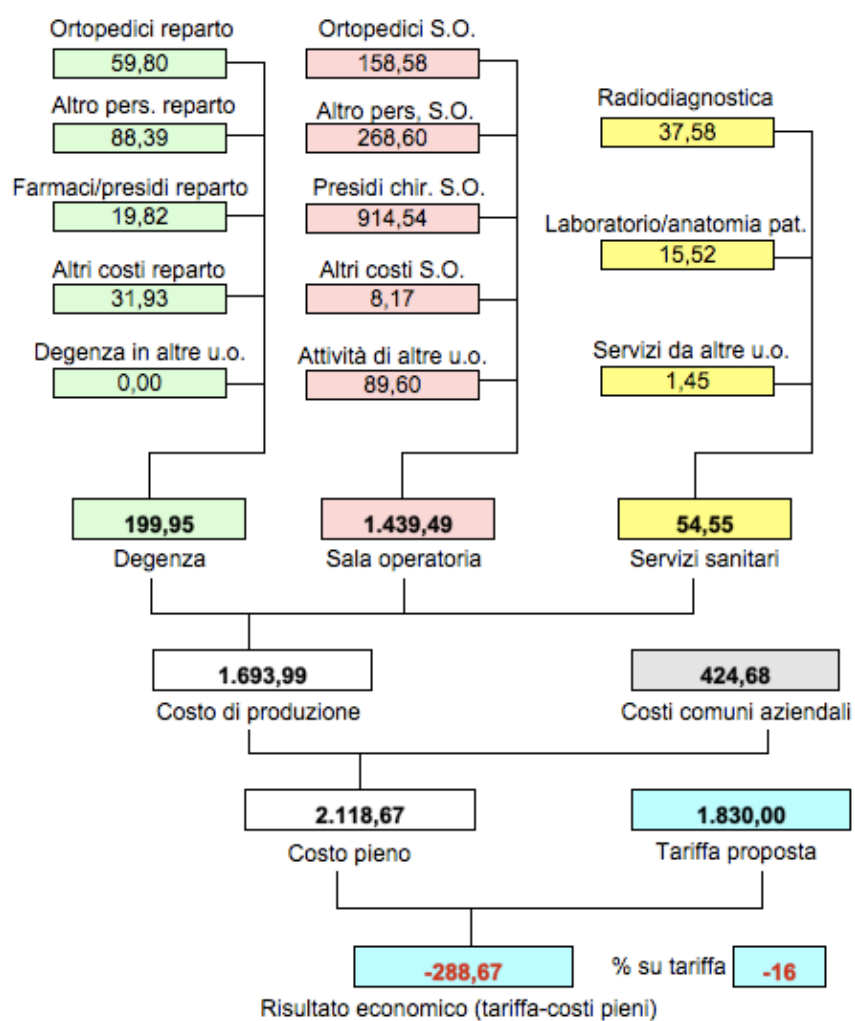 Ortopedici reparto
59,80
Altro pers. reparto
88,39
Farmaci/presidi reparto
19,82
Altri costi reparto
31,93
Degenza in altre u.o.
0,00
Ortopedici S.O.
158,58
Altro pers, S.O.
268,60
Presidi chir. S.O.
914,54
Altri costi S.O.
8,17
Attività di altre u.o.
89,60
Radiodiagnostica
37,58
Laboratorio/anatomia pat.
15,52
Servizi da altre u.o.
1,45
199,95
Degenza
1.439,49
Sala operatoria
54,55
Servizi sanitari
1.693,99
Costo di produzione
424,68
Costi comuni aziendali
2.118,67
Costo pieno
1.830,00
Tariffa proposta
-288,67
Risultato economico (tariffa-costi pieni)
% su tariffa
-16